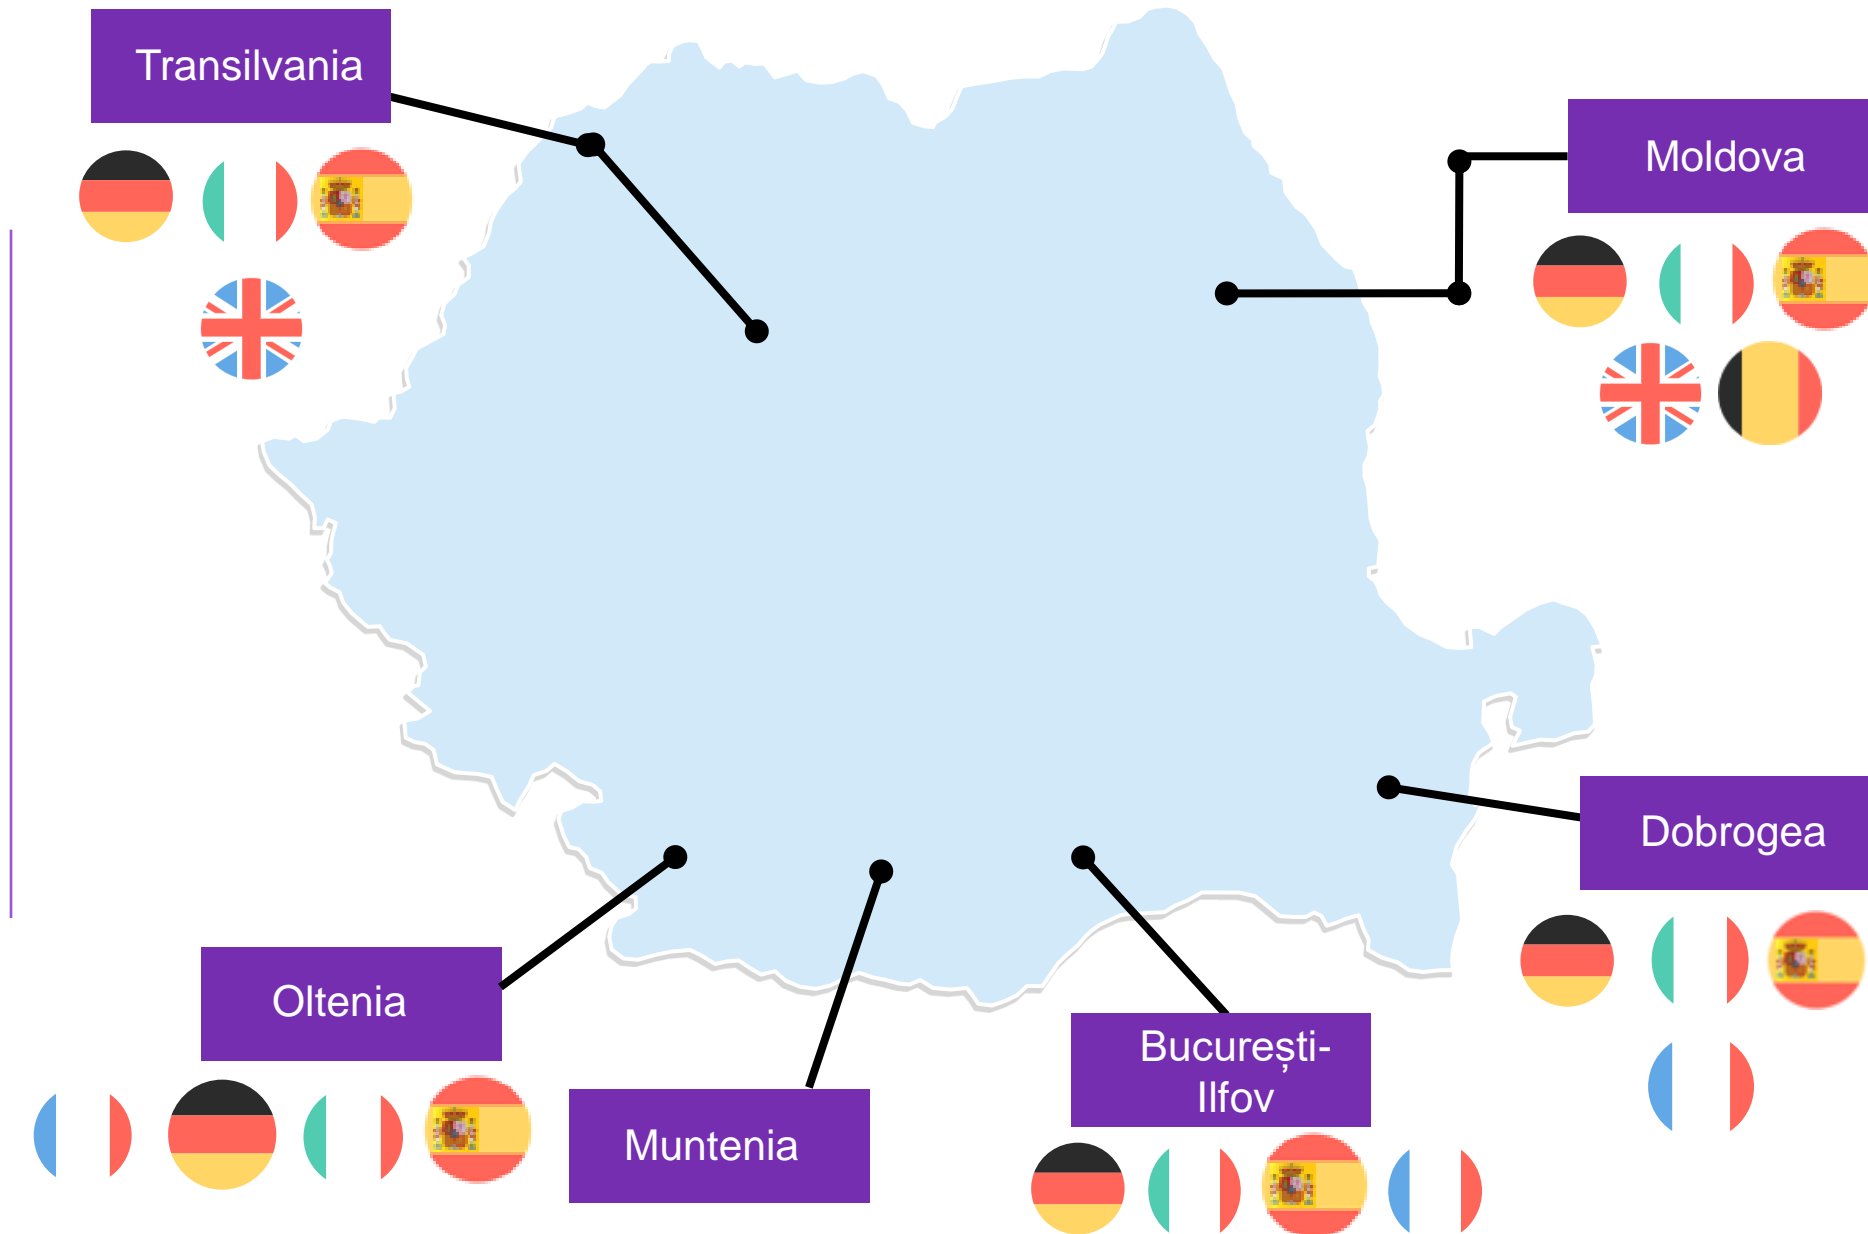 Transilvania
Moldova
Dobrogea
Oltenia
București-
Ilfov
Muntenia